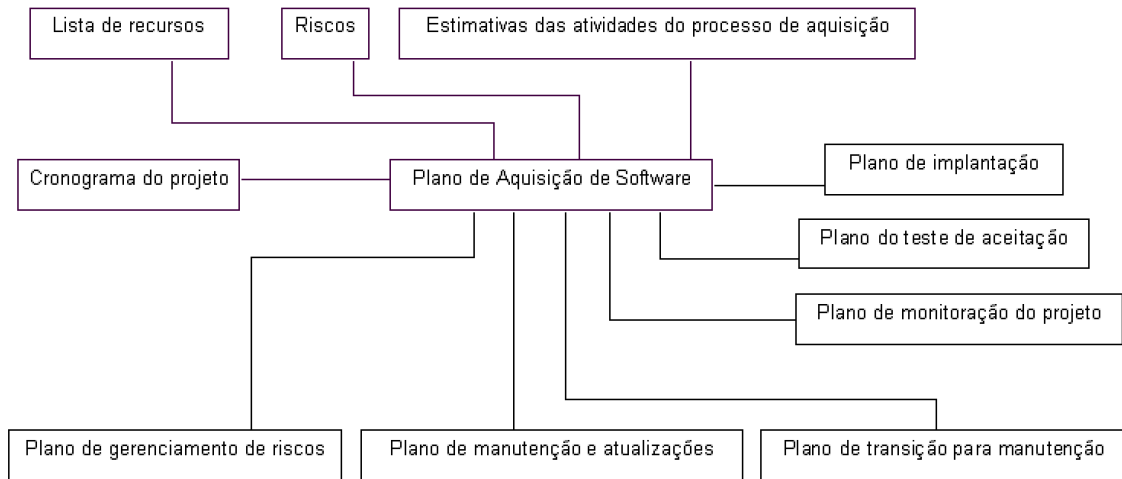 Lista de recursos
Riscos
Estimativas das atividades do processo de aquisição
Cronograma do projeto
Plano de Aquisição de Software
Plano de implantação
Plano do teste de aceitação
Plano de monitoração do projeto
Plano de gerenciamento de riscos
Plano de manutenção e atualizações
Plano de transição para manutenção